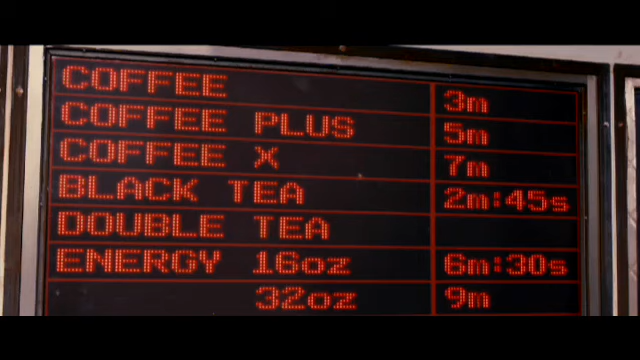 COFFEE 3m
COFFEE PLUS 5m
COFFEE X 7m
BLACK TEA 2m:45s
DOUBLE TEA
ENERGY 16oz 6m:30s
32oz 9m